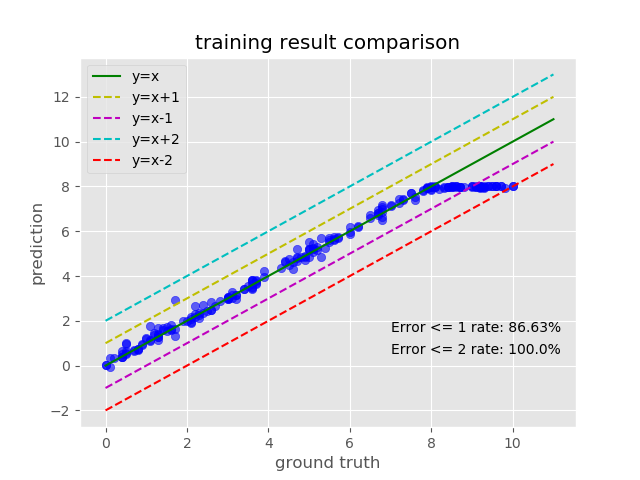 training result comparison
y=x
y=x+1
y=x-1
y=x+2
y=x-2
12
10
8
6
4
2
0
−2
prediction
Error <= 1 rate: 86.63%
Error <= 2 rate: 100.0%
0 2 4 6 8 10
ground truth